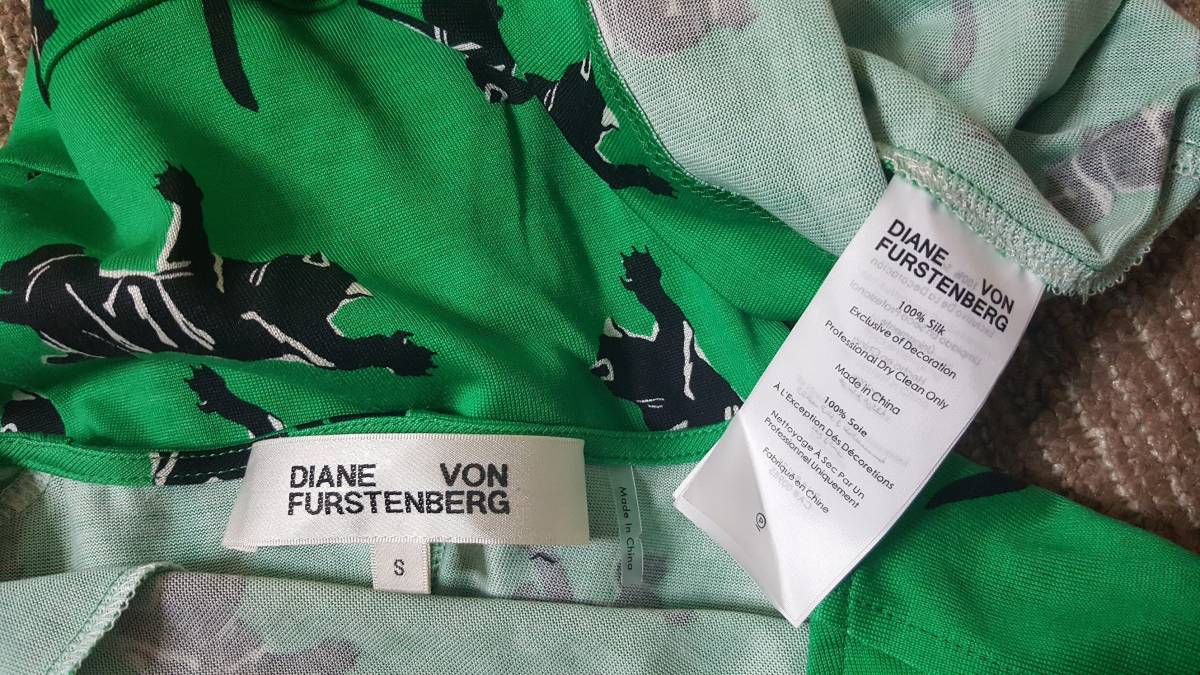 DIANE VON
FURSTENBERG
S
Made In China
DIANE VON
FURSTENBERG
100% Silk
Exclusive of Decoration
Professional Dry Clean Only
Made in China
100% Soie
À L'Exception Dés Décorations
Nettoyage À Sec Par Un
Professionnel Uniquement
Fabriqué en Chine
P